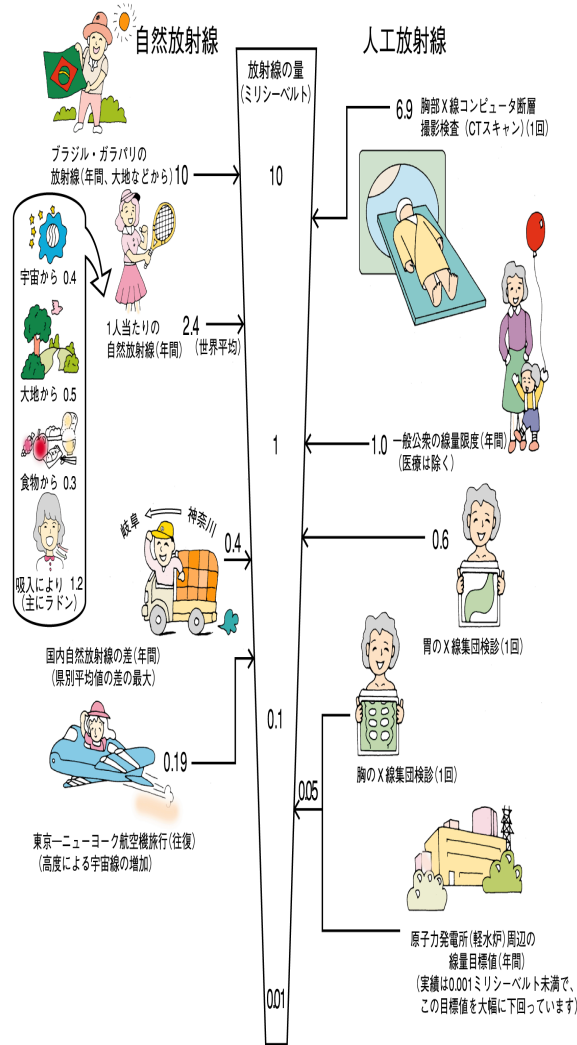 自然放射線
人工放射線
放射線の量
(ミリシーベルト)
10
1
0.1
0.01
ブラジル・ガラパリの
放射線(年間、大地などから) 10
宇宙から 0.4
大地から 0.5
食物から 0.3
吸入により 1.2
(主にラドン)
1人当たりの
自然放射線(年間)
2.4
(世界平均)
岐阜
神奈川
0.4
国内自然放射線の差(年間)
(県別平均値の差の最大)
0.19
東京―ニューヨーク航空機旅行(往復)
(高度による宇宙線の増加)
6.9 胸部X線コンピュータ断層
撮影検査(CTスキャン)(1回)
1.0 一般公衆の線量限度(年間)
(医療は除く)
0.6
胃のX線集団検診(1回)
胸のX線集団検診(1回)
0.05
原子力発電所(軽水炉)周辺の
線量目標値(年間)
(実績は0.001ミリシーベルト未満で、
この目標値を大幅に下回っています)